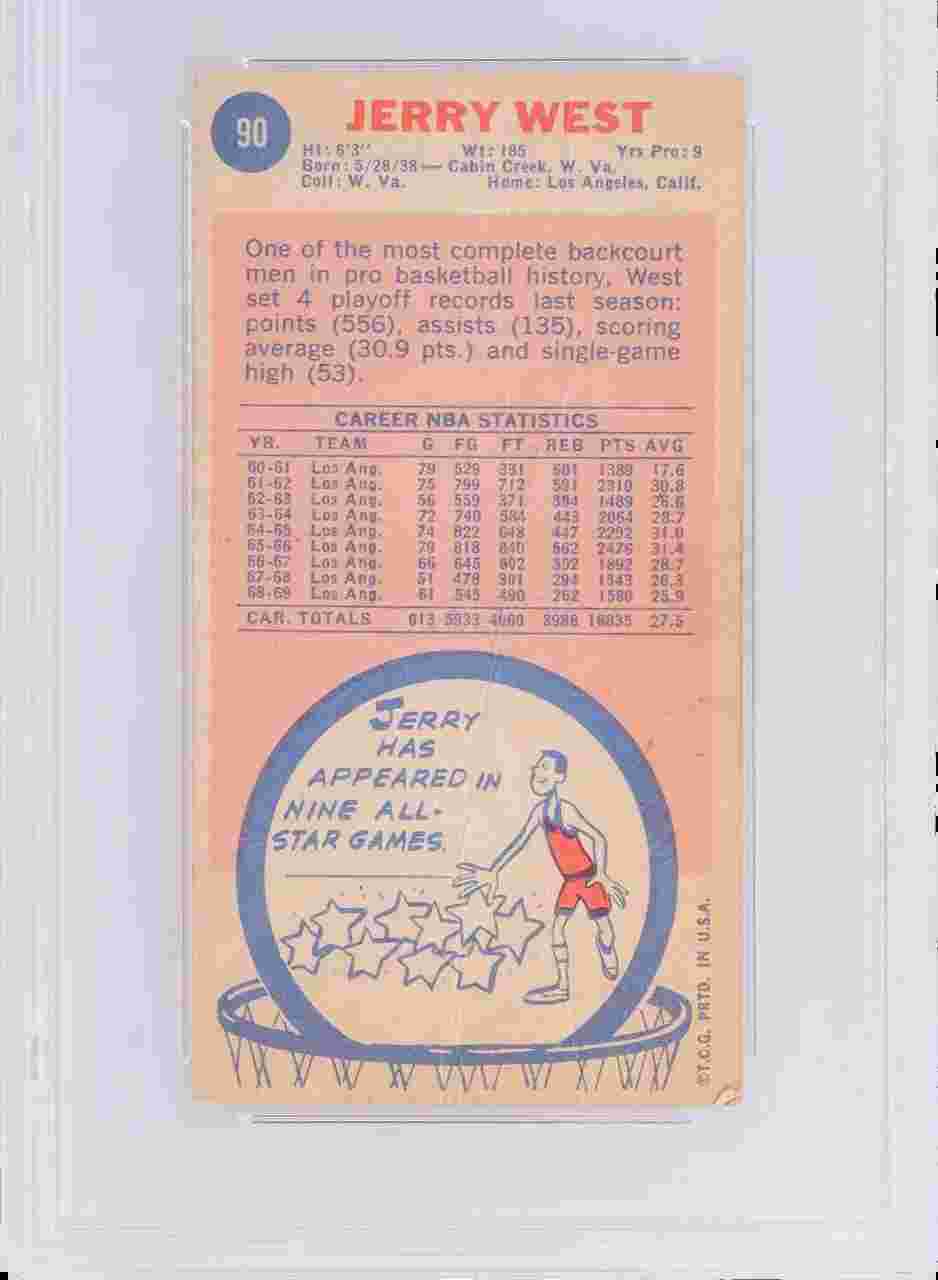 90
JERRY WEST
Ht: 6'3" Wt: 185 Yrs Pro: 9
Born: 5/28/38 — Cabin Creek, W. Va.
Coll: W. Va. Home: Los Angeles, Calif.
One of the most complete backcourt
men in pro basketball history, West
set 4 playoff records last season:
points (556), assists (135), scoring
average (30.9 pts.) and single-game
high (53).
CAREER NBA STATISTICS
YR. TEAM G FG FT REB PTS AVG
60-61 Los Ang. 79 529 331 1389 17.6
61-62 Los Ang. 75 799 712 591 2310 30.8
62-63 Los Ang. 56 559 371 384 1489 26.6
63-64 Los Ang. 72 740 584 443 2064 28.7
64-65 Los Ang. 74 822 648 447 2292 31.0
65-66 Los Ang. 79 818 840 562 2476 31.4
66-67 Los Ang. 66 645 602 392 1892 28.7
67-68 Los Ang. 51 476 391 294 1343 26.3
68-69 Los Ang. 61 545 490 262 1580 25.9
CAR. TOTALS 613 5933 3986 16835 27.5
JERRY
HAS
APPEARED IN
NINE ALL-
STAR GAMES.
©T.C.G. PRTD. IN U.S.A.